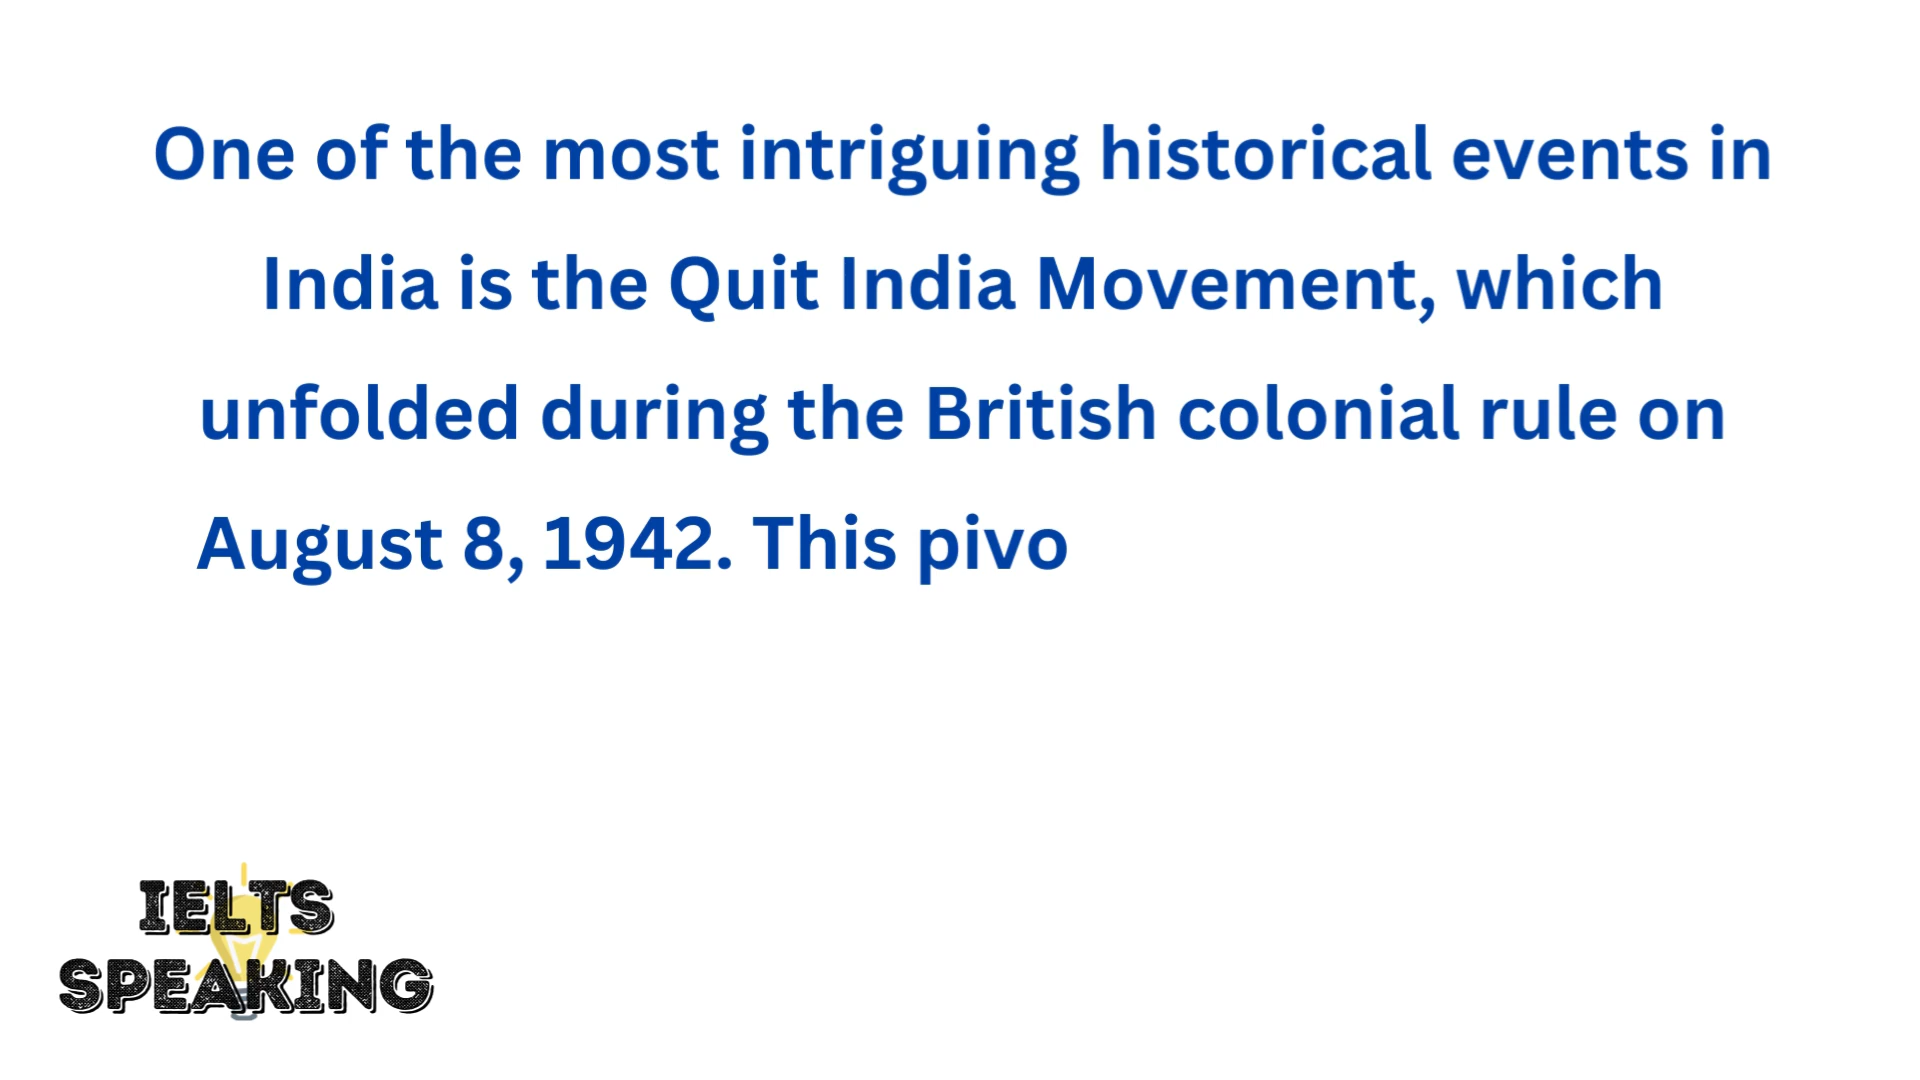 One of the most intriguing historical events in
India is the Quit India Movement, which
unfolded during the British colonial rule on
August 8, 1942. This pivo
IELTS
SPEAKING